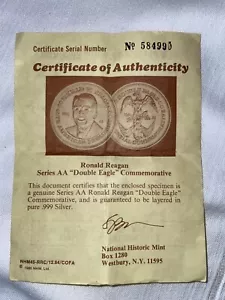 Certificate Serial Number Nº 584995
Certificate of Authenticity
Ronald Reagan
Series AA "Double Eagle" Commemorative
This document certifies that the enclosed specimen is
a genuine Series AA Ronald Reagan "Double Eagle"
Commemorative, and is guaranteed to be layered in
pure .999 Silver.
National Historic Mint
Box 1280
Westbury, N.Y. 11595